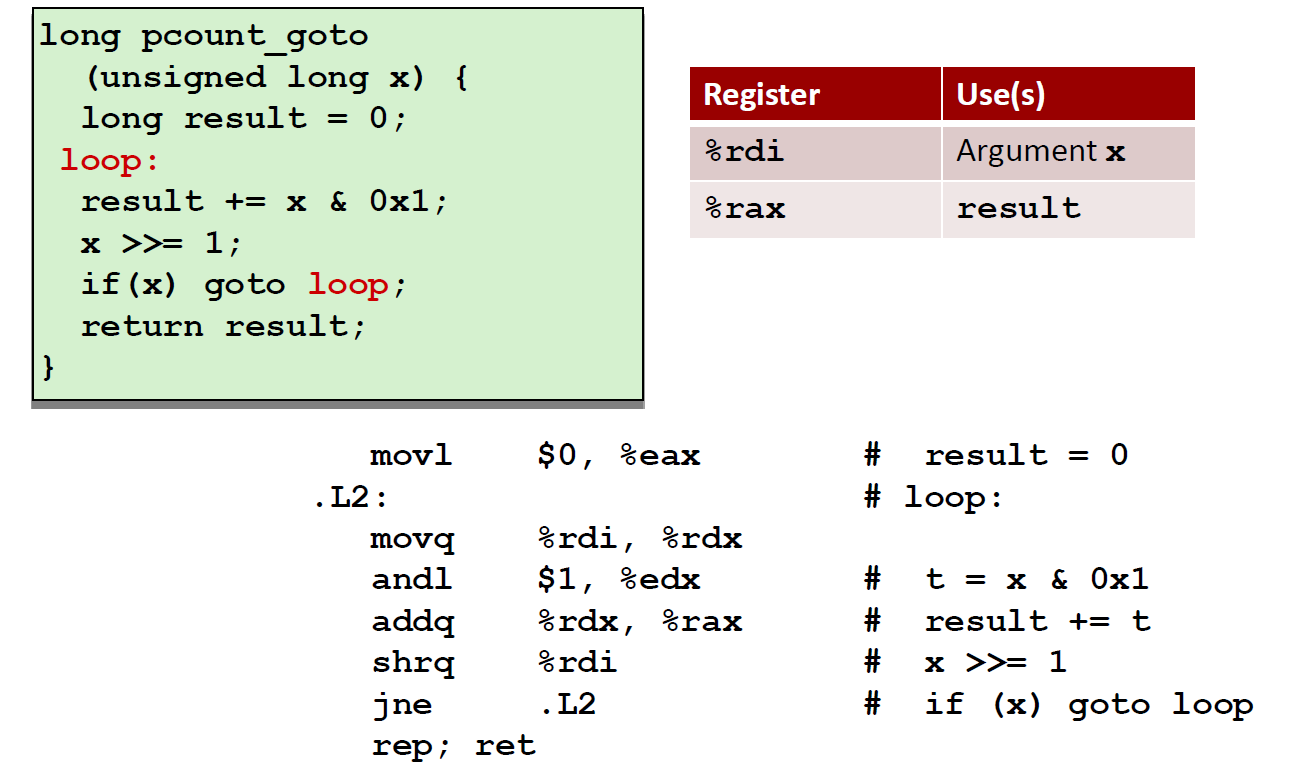 long pcount_goto
(unsigned long x) {
long result = 0;
loop:
result += x & 0x1;
x >>= 1;
if(x) goto loop;
return result;
}
Register Use(s)
%rdi Argument x
%rax result
movl $0, %eax # result = 0
.L2: # loop:
movq %rdi, %rdx
andl $1, %edx # t = x & 0x1
addq %rdx, %rax # result += t
shrq %rdi # x >>= 1
jne .L2 # if (x) goto loop
rep; ret